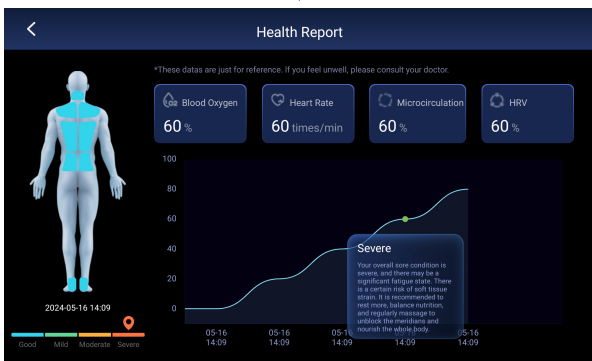 Health Report
*These datas are just for reference. If you feel unwell, please consult your doctor.
O2 Blood Oxygen
60 %
Heart Rate
60 times/min
Microcirculation
60 %
HRV
60 %
100
80
60
40
20
0
Severe
Your overall sore condition is
severe, and there may be a
significant fatigue state. There
is a certain risk of soft tissue
strain. It is recommended to
rest more, balance nutrition,
and regularly massage to
unblock the meridians and
nourish the whole body.
05-16 05-16 05-16 05-16 05-16
14:09 14:09 14:09 14:09 14:09
2024-05-16 14:09
Good Mild Moderate Severe